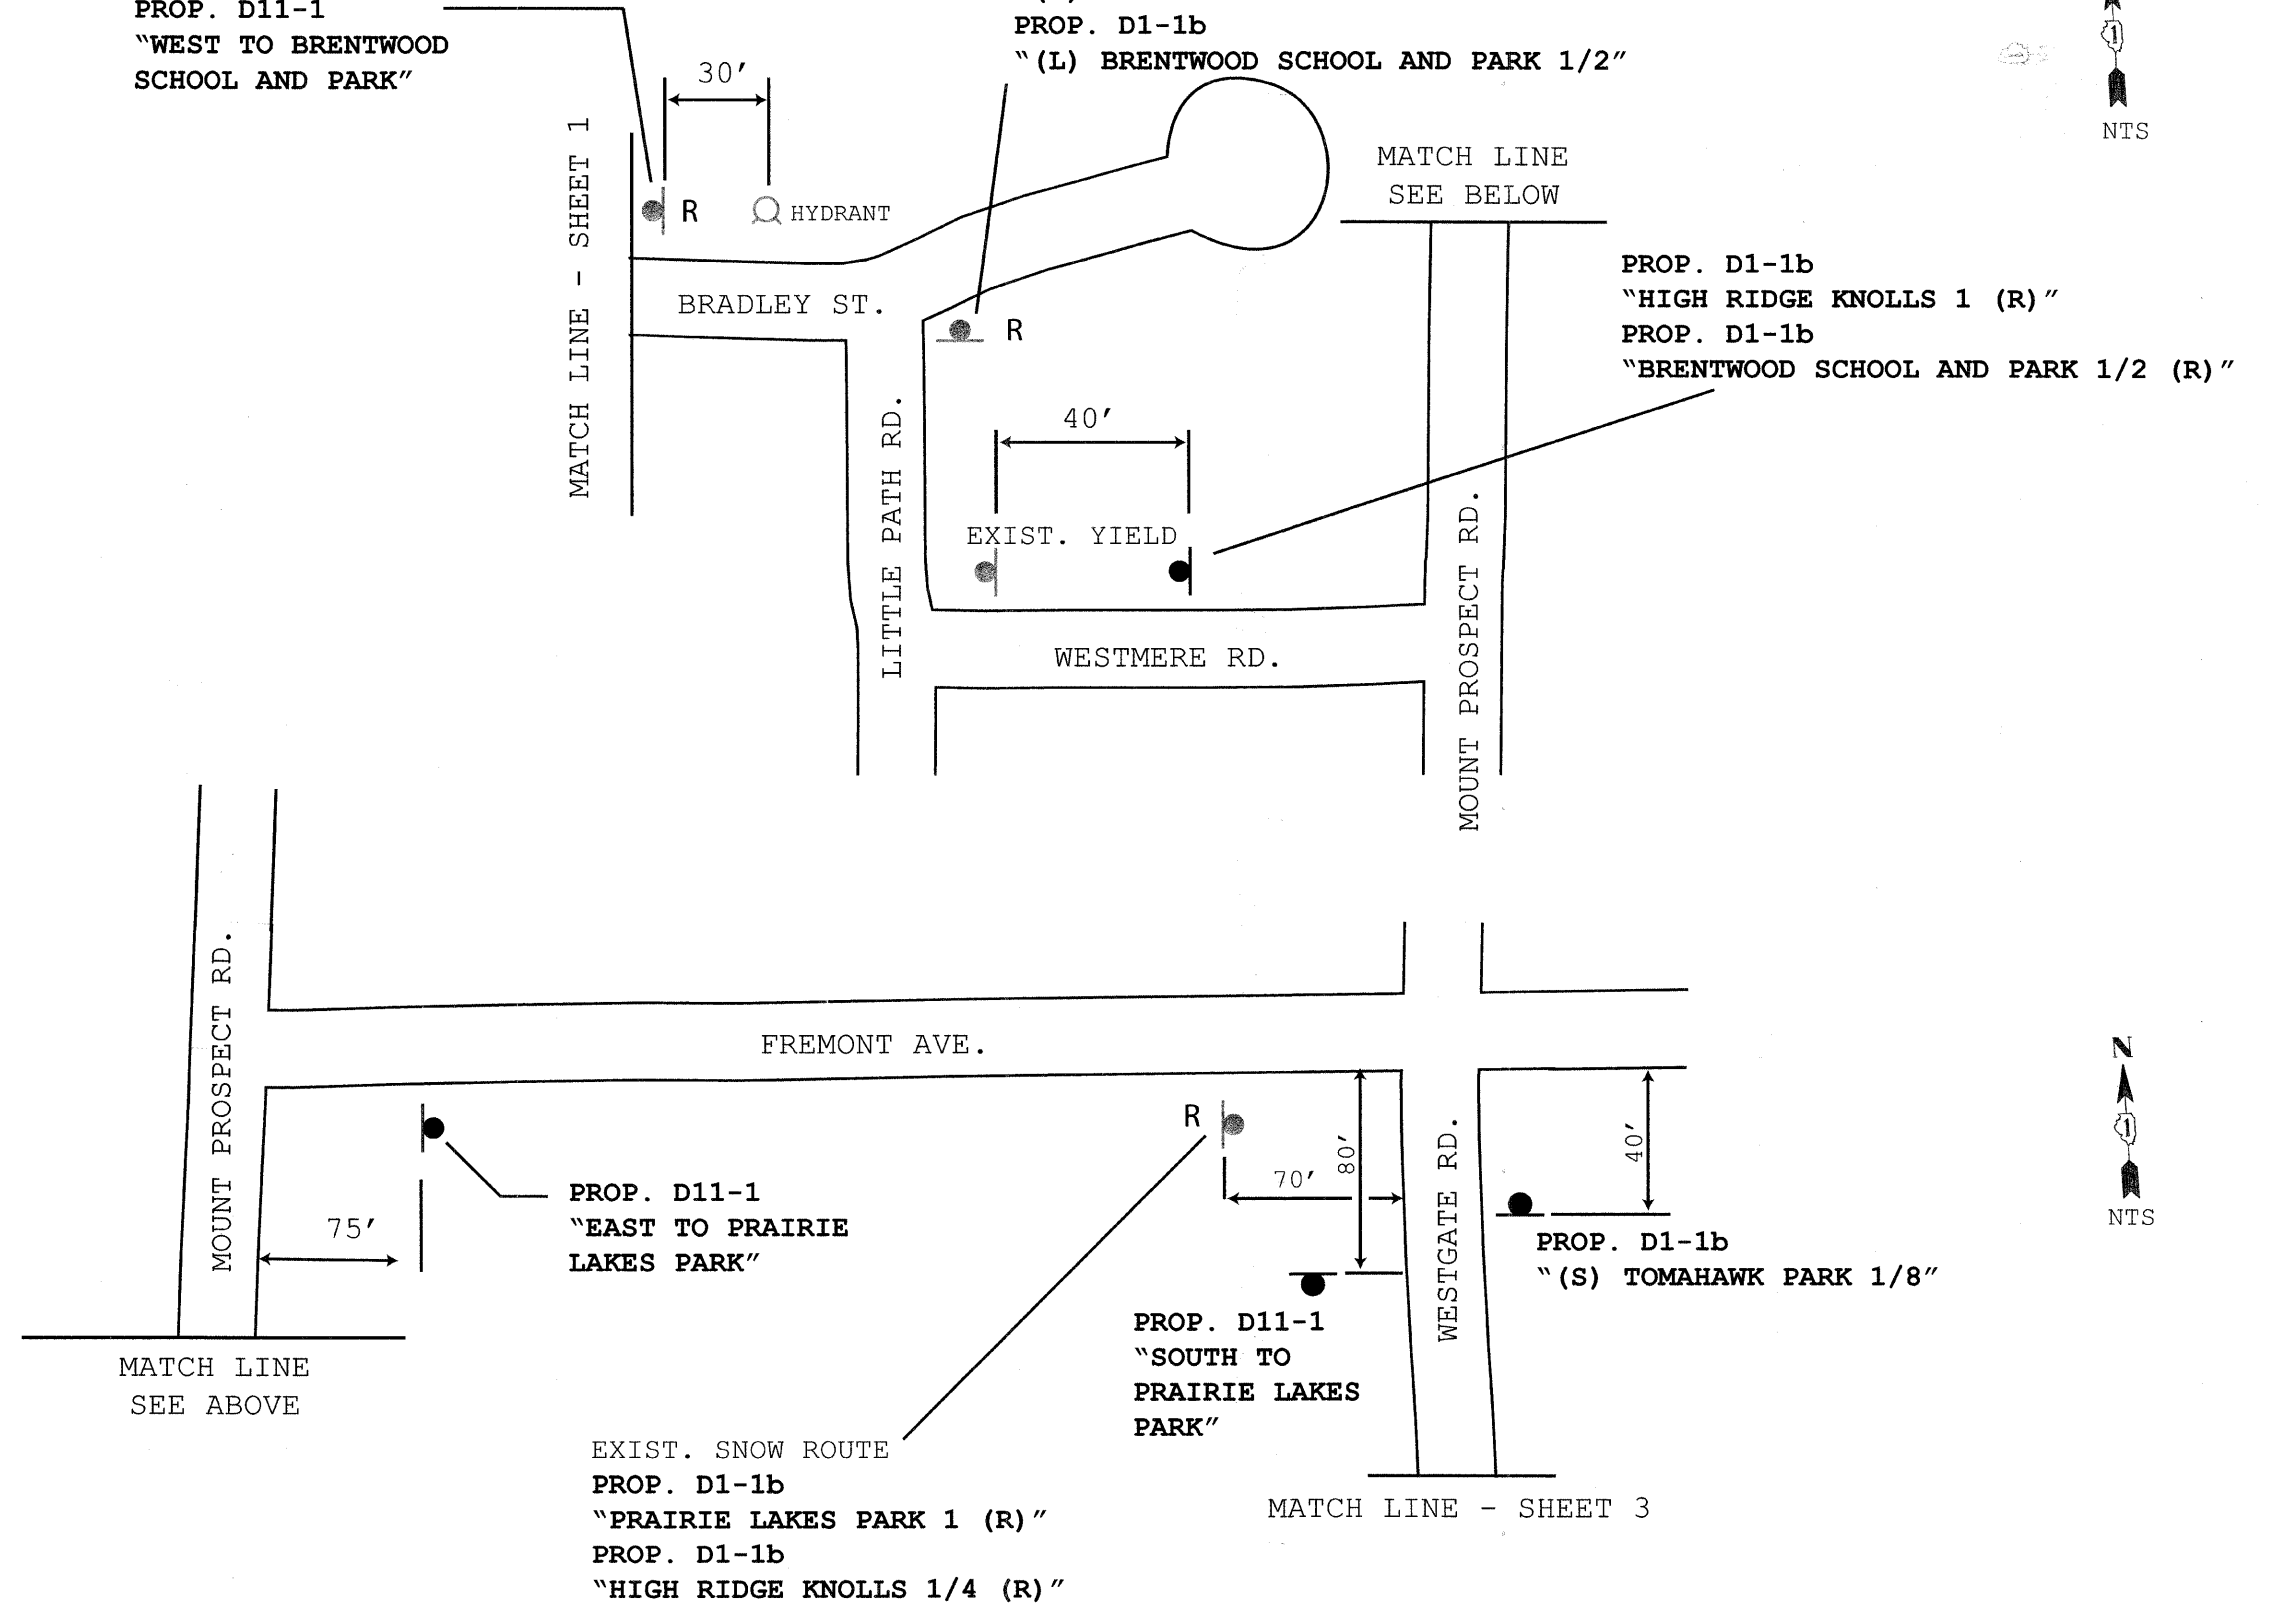 PROP. D11-1
"WEST TO BRENTWOOD
SCHOOL AND PARK"
PROP. D1-1b
"(L) BRENTWOOD SCHOOL AND PARK 1/2"
30'
NTS
MATCH LINE - SHEET 1
R
HYDRANT
MATCH LINE
SEE BELOW
BRADLEY ST.
R
PROP. D1-1b
"HIGH RIDGE KNOLLS 1 (R)"
PROP. D1-1b
"BRENTWOOD SCHOOL AND PARK 1/2 (R)"
LITTLE PATH RD.
40'
EXIST. YIELD
WESTMERE RD.
MOUNT PROSPECT RD.
MOUNT PROSPECT RD.
FREMONT AVE.
75'
PROP. D11-1
"EAST TO PRAIRIE
LAKES PARK"
R
70'
80'
WESTGATE RD.
40'
N
NTS
PROP. D1-1b
"(S) TOMAHAWK PARK 1/8"
PROP. D11-1
"SOUTH TO
PRAIRIE LAKES
PARK"
MATCH LINE
SEE ABOVE
EXIST. SNOW ROUTE
PROP. D1-1b
"PRAIRIE LAKES PARK 1 (R)"
PROP. D1-1b
"HIGH RIDGE KNOLLS 1/4 (R)"
MATCH LINE - SHEET 3